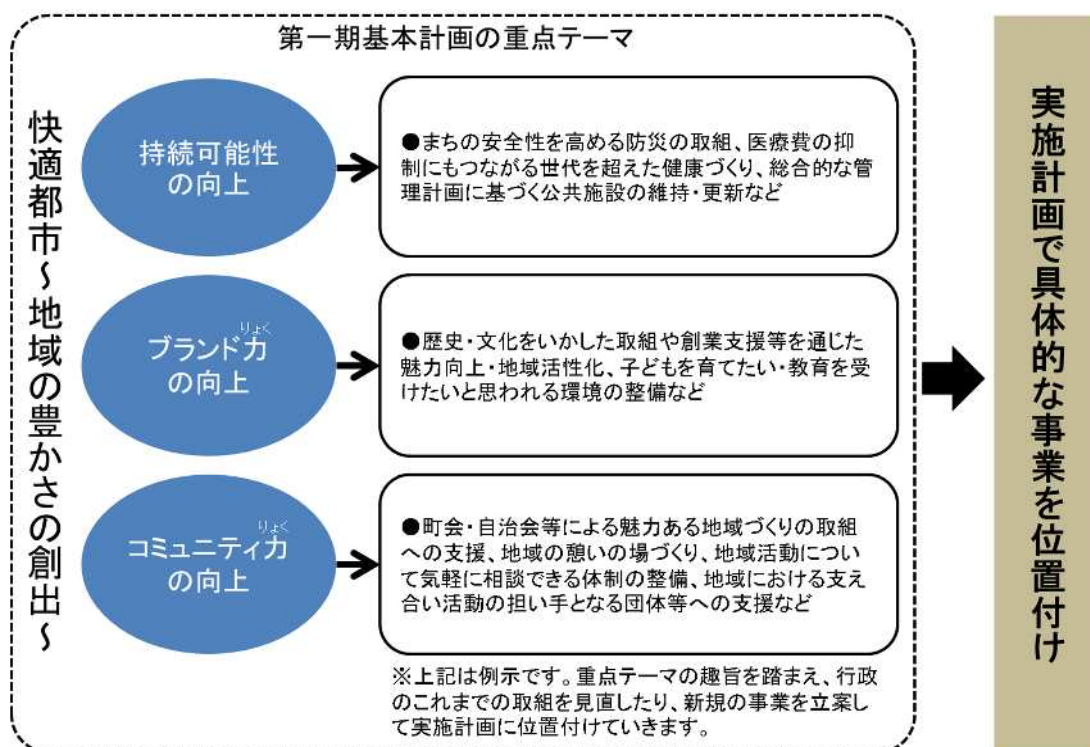 第一期基本計画の重点テーマ
快適都市～地域の豊かさの創出～
持続可能性
の向上
●まちの安全性を高める防災の取組、医療費の抑
制にもつながる世代を超えた健康づくり、総合的な管
理計画に基づく公共施設の維持・更新など
りょく
ブランド力
の向上
●歴史・文化をいかした取組や創業支援等を通じた
魅力向上・地域活性化、子どもを育てたい・教育を受
けたいと思われる環境の整備など
りょく
コミュニティ力
の向上
●町会・自治会等による魅力ある地域づくりの取組
への支援、地域の憩いの場づくり、地域活動につい
て気軽に相談できる体制の整備、地域における支え
合い活動の担い手となる団体等への支援など
※上記は例示です。重点テーマの趣旨を踏まえ、行政
のこれまでの取組を見直したり、新規の事業を立案し
て実施計画に位置付けていきます。
実施計画で具体的な事業を位置付け